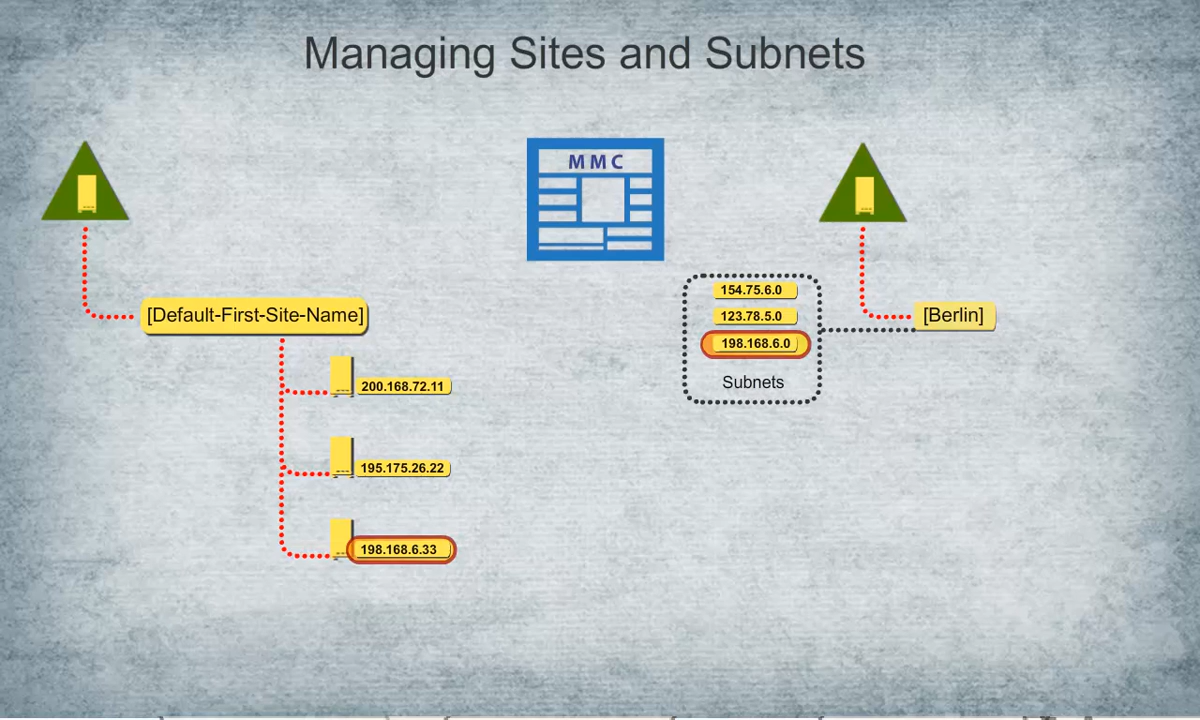 Managing Sites and Subnets
MMC
[Default-First-Site-Name]
200.168.72.11
195.175.26.22
198.168.6.33
154.75.6.0
123.78.5.0
198.168.6.0
Subnets
[Berlin]